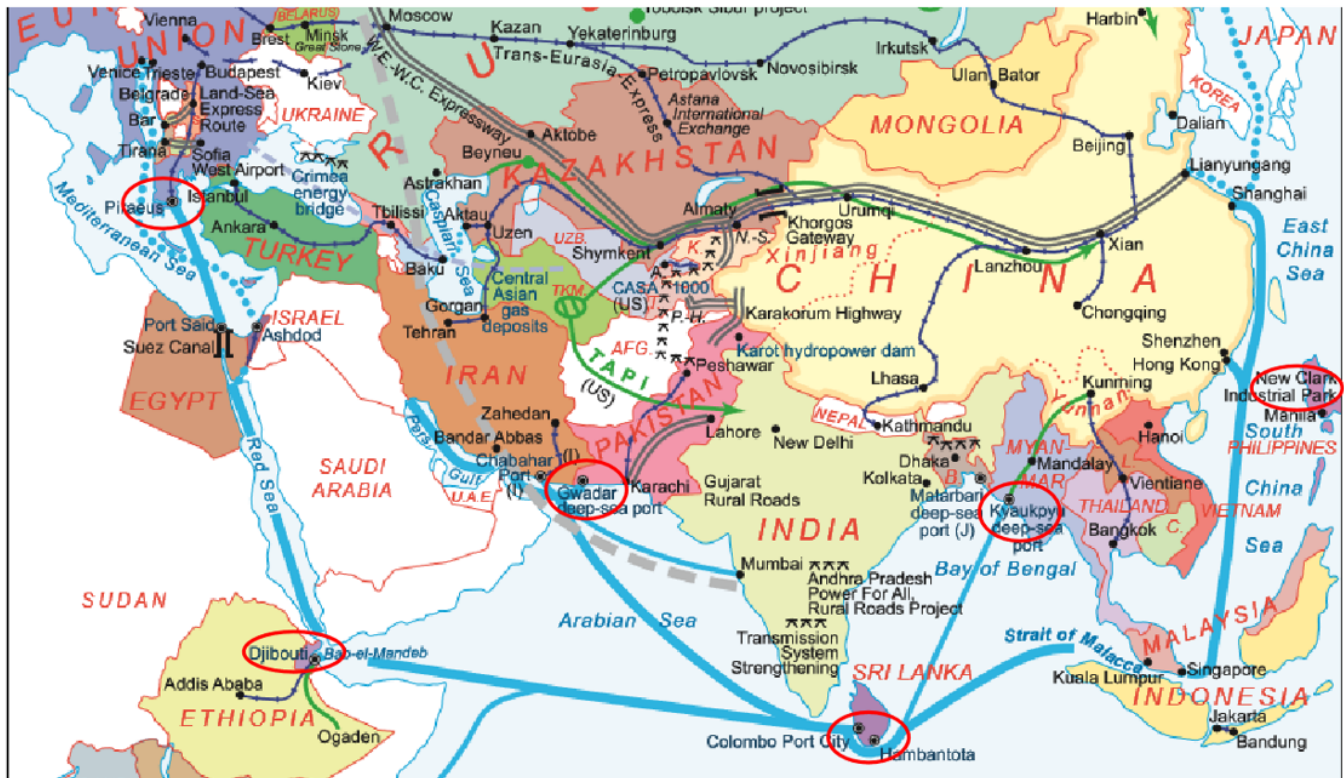 Tobolsk Sibur project
Harbin
EUR
UNION
Vienna
(BELARUS)
Minsk
Great Stone
Brest
Moscow
Kazan
Yekaterinburg
Trans-Eurasia Express
W.E.-W.C. Expressway
Petropavlovsk
Novosibirsk
Irkutsk
Ulan Bator
JAPAN
Venice
Trieste
Budapest
Kiev
Belgrade
Land-Sea
Express
Route
Bar
Tirana
Sofia
UKRAINE
U
R
Astana
International
Exchange
MONGOLIA
KOREA
Dalian
Beijing
Lianyungang
Shanghai
Aktobe
Beyneu
KAZAKHSTAN
Astrakhan
West Airport
Istanbul
Crimea
energy
bridge
Mediterranean Sea
Piraeus
Ankara
TURKEY
Tbilissi
Caspian Sea
Aktau
Uzen
Baku
UZB.
Shymkent
Almaty
N.-S.
Khorgos
Gateway
Urumqi
Xinjiang
Lanzhou
Xian
CHINA
East
China
Sea
K.
A.
TKM.
Central
Asian
gas
deposits
CASA 1000
(US)
T.
P.-H.
Gorgan
Tehran
Karakorum Highway
Chongqing
Port Said
Suez Canal
ISRAEL
Ashdod
IRAN
AFG.
TAPI
(US)
Peshawar
Karot hydropower dam
Lhasa
Shenzhen
Hong Kong
Kunming
Yunnan
New Clark
Industrial Park
Manila
PHILIPPINES
EGYPT
Red Sea
SAUDI
ARABIA
Pers.
Gulf
U.A.E.
Zahedan
Bandar Abbas
Chabahar
Port
(I)
(I)
PAKISTAN
Lahore
Gwadar
deep-sea port
Karachi
NEPAL
Kathmandu
New Delhi
Gujarat
Rural Roads
INDIA
Dhaka
Kolkata
B.
MYAN-
MAR
Mandalay
Matarbari
deep-sea
port (J)
Kyaukpyu
deep-sea
port
Hanoi
L.
Vientiane
THAILAND
VIETNAM
C.
Bangkok
South
China
Sea
Bay of Bengal
Mumbai
Andhra Pradesh
Power For All,
Rural Roads Project
Transmission
System
Strengthening
Arabian Sea
SUDAN
Djibouti
Bab-el-Mandeb
Addis Ababa
ETHIOPIA
Ogaden
SRI LANKA
Colombo Port City
Hambantota
Strait of Malacca
MALAYSIA
Kuala Lumpur
Singapore
INDONESIA
Jakarta
Bandung